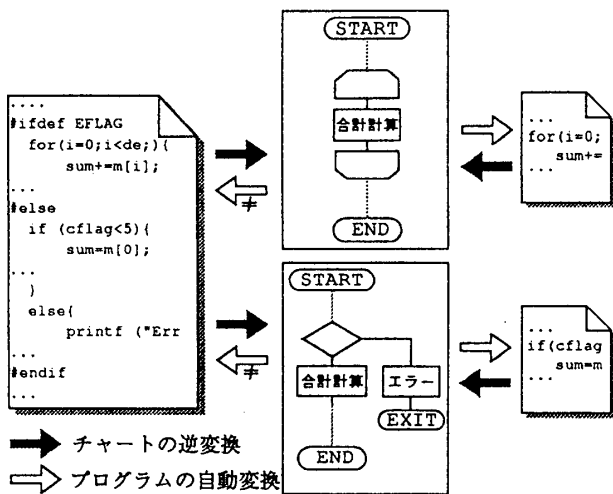 ....
#ifdef EFLAG
for(i=0;i<de;){
sum+=m[i];
...
#else
if (cflag<5){
sum=m[0];
...
}
else{
printf ("Err
...
#endif
...
START
合計計算
END
≠
START
合計計算
エラー
EXIT
END
≠
...
for(i=0;
sum+=
...
...
if(cflag
sum=m
...
チャートの逆変換
プログラムの自動変換